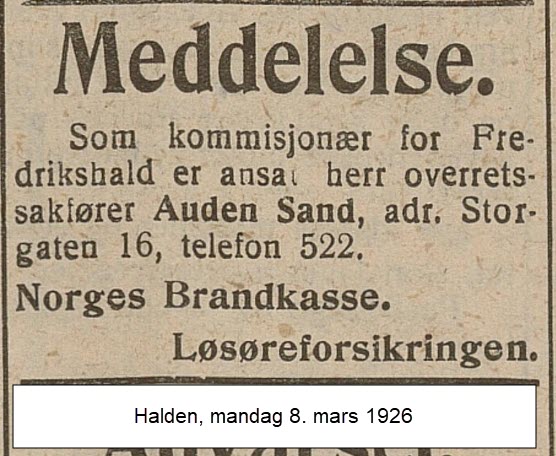 Meddelelse.
Som kommisjonær for Fre-
drikshald er ansat herr overrets-
sakfører Auden Sand, adr. Stor-
gaten 16, telefon 522.
Norges Brandkasse.
Løsøreforsikringen.
Halden, mandag 8. mars 1926